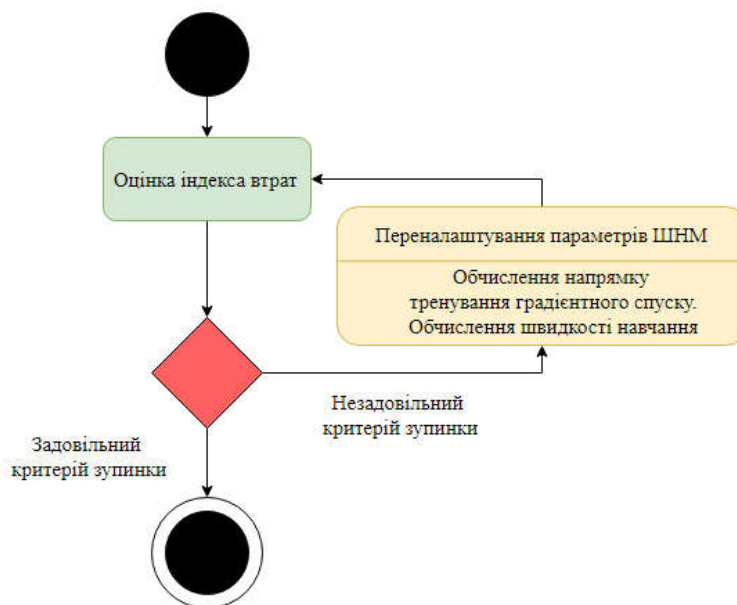 Оцінка індекса втрат
Переналаштування параметрів ШНМ
Обчислення напрямку
тренування градієнтного спуску.
Обчислення швидкості навчання
Незадовільний
критерій зупинки
Задовільний
критерій зупинки